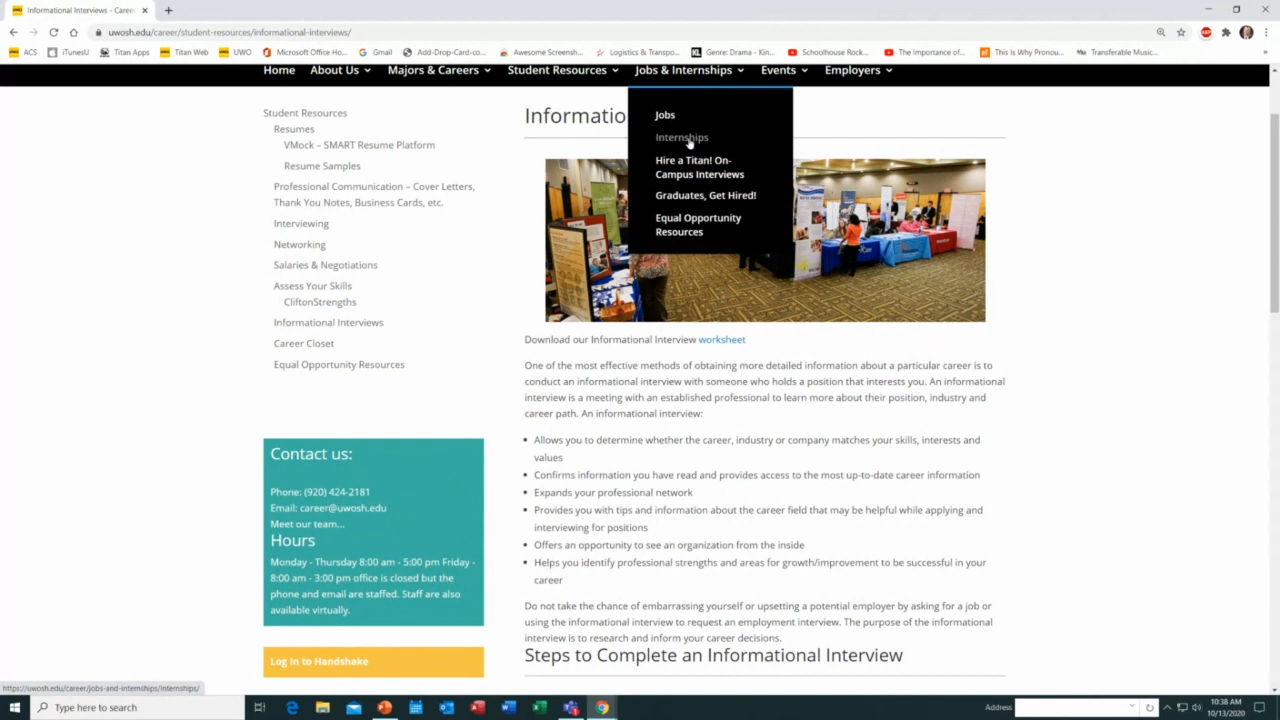 Informational Interviews - Caree
uwosh.edu/career/student-resources/informational-interviews/
ACS iTunesU Titan Apps Titan Web UWO Microsoft Office Ho... Gmail Add-Drop-Card-co... Awesome Screensh... Logistics & Transpo... Genre: Drama - Kin... Schoolhouse Rock... The Importance of... This Is Why Pronou... Transferable Music...
Home About Us Majors & Careers Student Resources Jobs & Internships Events Employers
Jobs
Internships
Hire a Titan! On-
Campus Interviews
Graduates, Get Hired!
Equal Opportunity
Resources
Student Resources
Resumes
VMock – SMART Resume Platform
Resume Samples
Professional Communication – Cover Letters,
Thank You Notes, Business Cards, etc.
Interviewing
Networking
Salaries & Negotiations
Assess Your Skills
CliftonStrengths
Informational Interviews
Career Closet
Equal Opportunity Resources
Contact us:
Phone: (920) 424-2181
Email: career@uwosh.edu
Meet our team...
Hours
Monday - Thursday 8:00 am - 5:00 pm Friday -
8:00 am - 3:00 pm office is closed but the
phone and email are staffed. Staff are also
available virtually.
Log in to Handshake
Informatio
Download our Informational Interview worksheet
One of the most effective methods of obtaining more detailed information about a particular career is to
conduct an informational interview with someone who holds a position that interests you. An informational
interview is a meeting with an established professional to learn more about their position, industry and
career path. An informational interview:
Allows you to determine whether the career, industry or company matches your skills, interests and
values
Confirms information you have read and provides access to the most up-to-date career information
Expands your professional network
Provides you with tips and information about the career field that may be helpful while applying and
interviewing for positions
Offers an opportunity to see an organization from the inside
Helps you identify professional strengths and areas for growth/improvement to be successful in your
career
Do not take the chance of embarrassing yourself or upsetting a potential employer by asking for a job or
using the informational interview to request an employment interview. The purpose of the informational
interview is to research and inform your career decisions.
Steps to Complete an Informational Interview
https://uwosh.edu/career/jobs-and-internships/internships/
Type here to search
Address
10:38 AM
10/13/2020